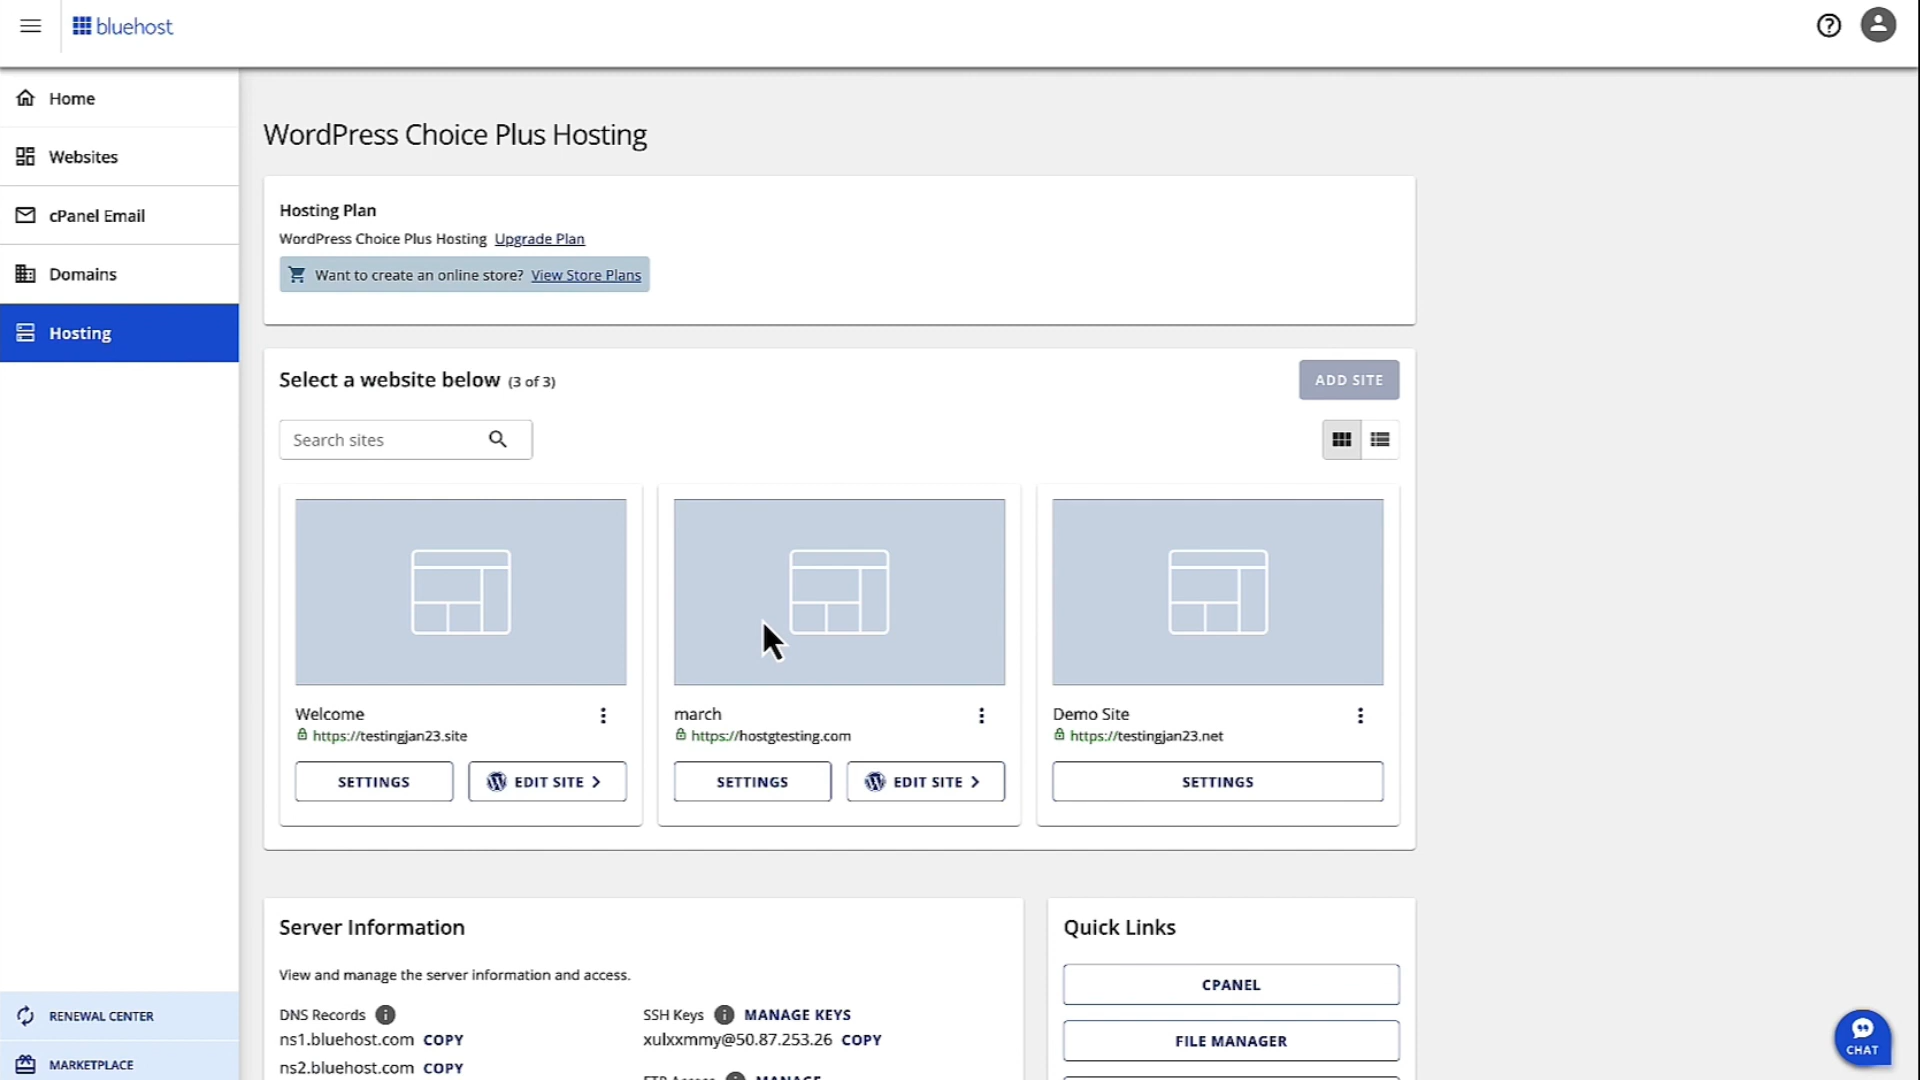 bluehost
Home
Websites
cPanel Email
Domains
Hosting
RENEWAL CENTER
MARKETPLACE
WordPress Choice Plus Hosting
Hosting Plan
WordPress Choice Plus Hosting Upgrade Plan
Want to create an online store? View Store Plans
Select a website below (3 of 3)
ADD SITE
Search sites
Welcome
https://testingjan23.site
SETTINGS
EDIT SITE
march
https://hostgtesting.com
SETTINGS
EDIT SITE
Demo Site
https://testingjan23.net
SETTINGS
Server Information
View and manage the server information and access.
DNS Records
ns1.bluehost.com COPY
ns2.bluehost.com COPY
SSH Keys MANAGE KEYS
xulxxmmy@50.87.253.26 COPY
FTP Access MANAGE
Quick Links
CPANEL
FILE MANAGER
CHAT